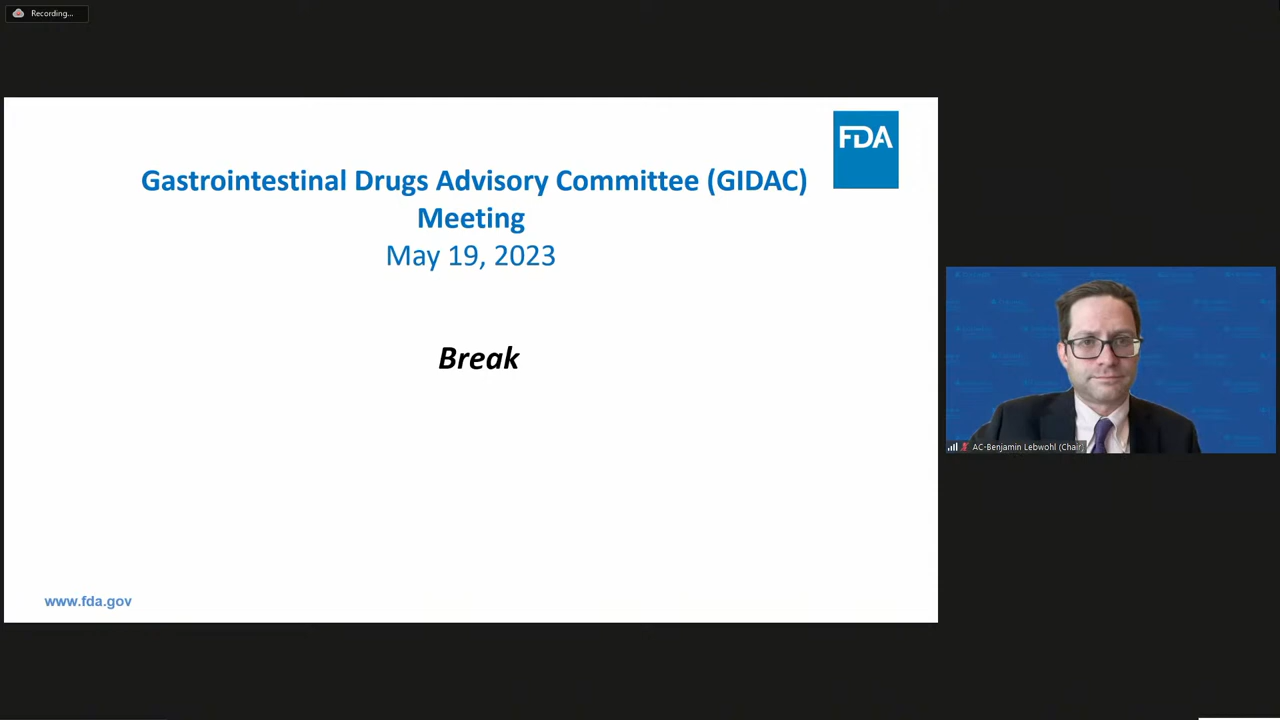 Recording...
FDA
Gastrointestinal Drugs Advisory Committee (GIDAC)
Meeting
May 19, 2023
Break
AC-Benjamin Lebwohl (Chair)
www.fda.gov